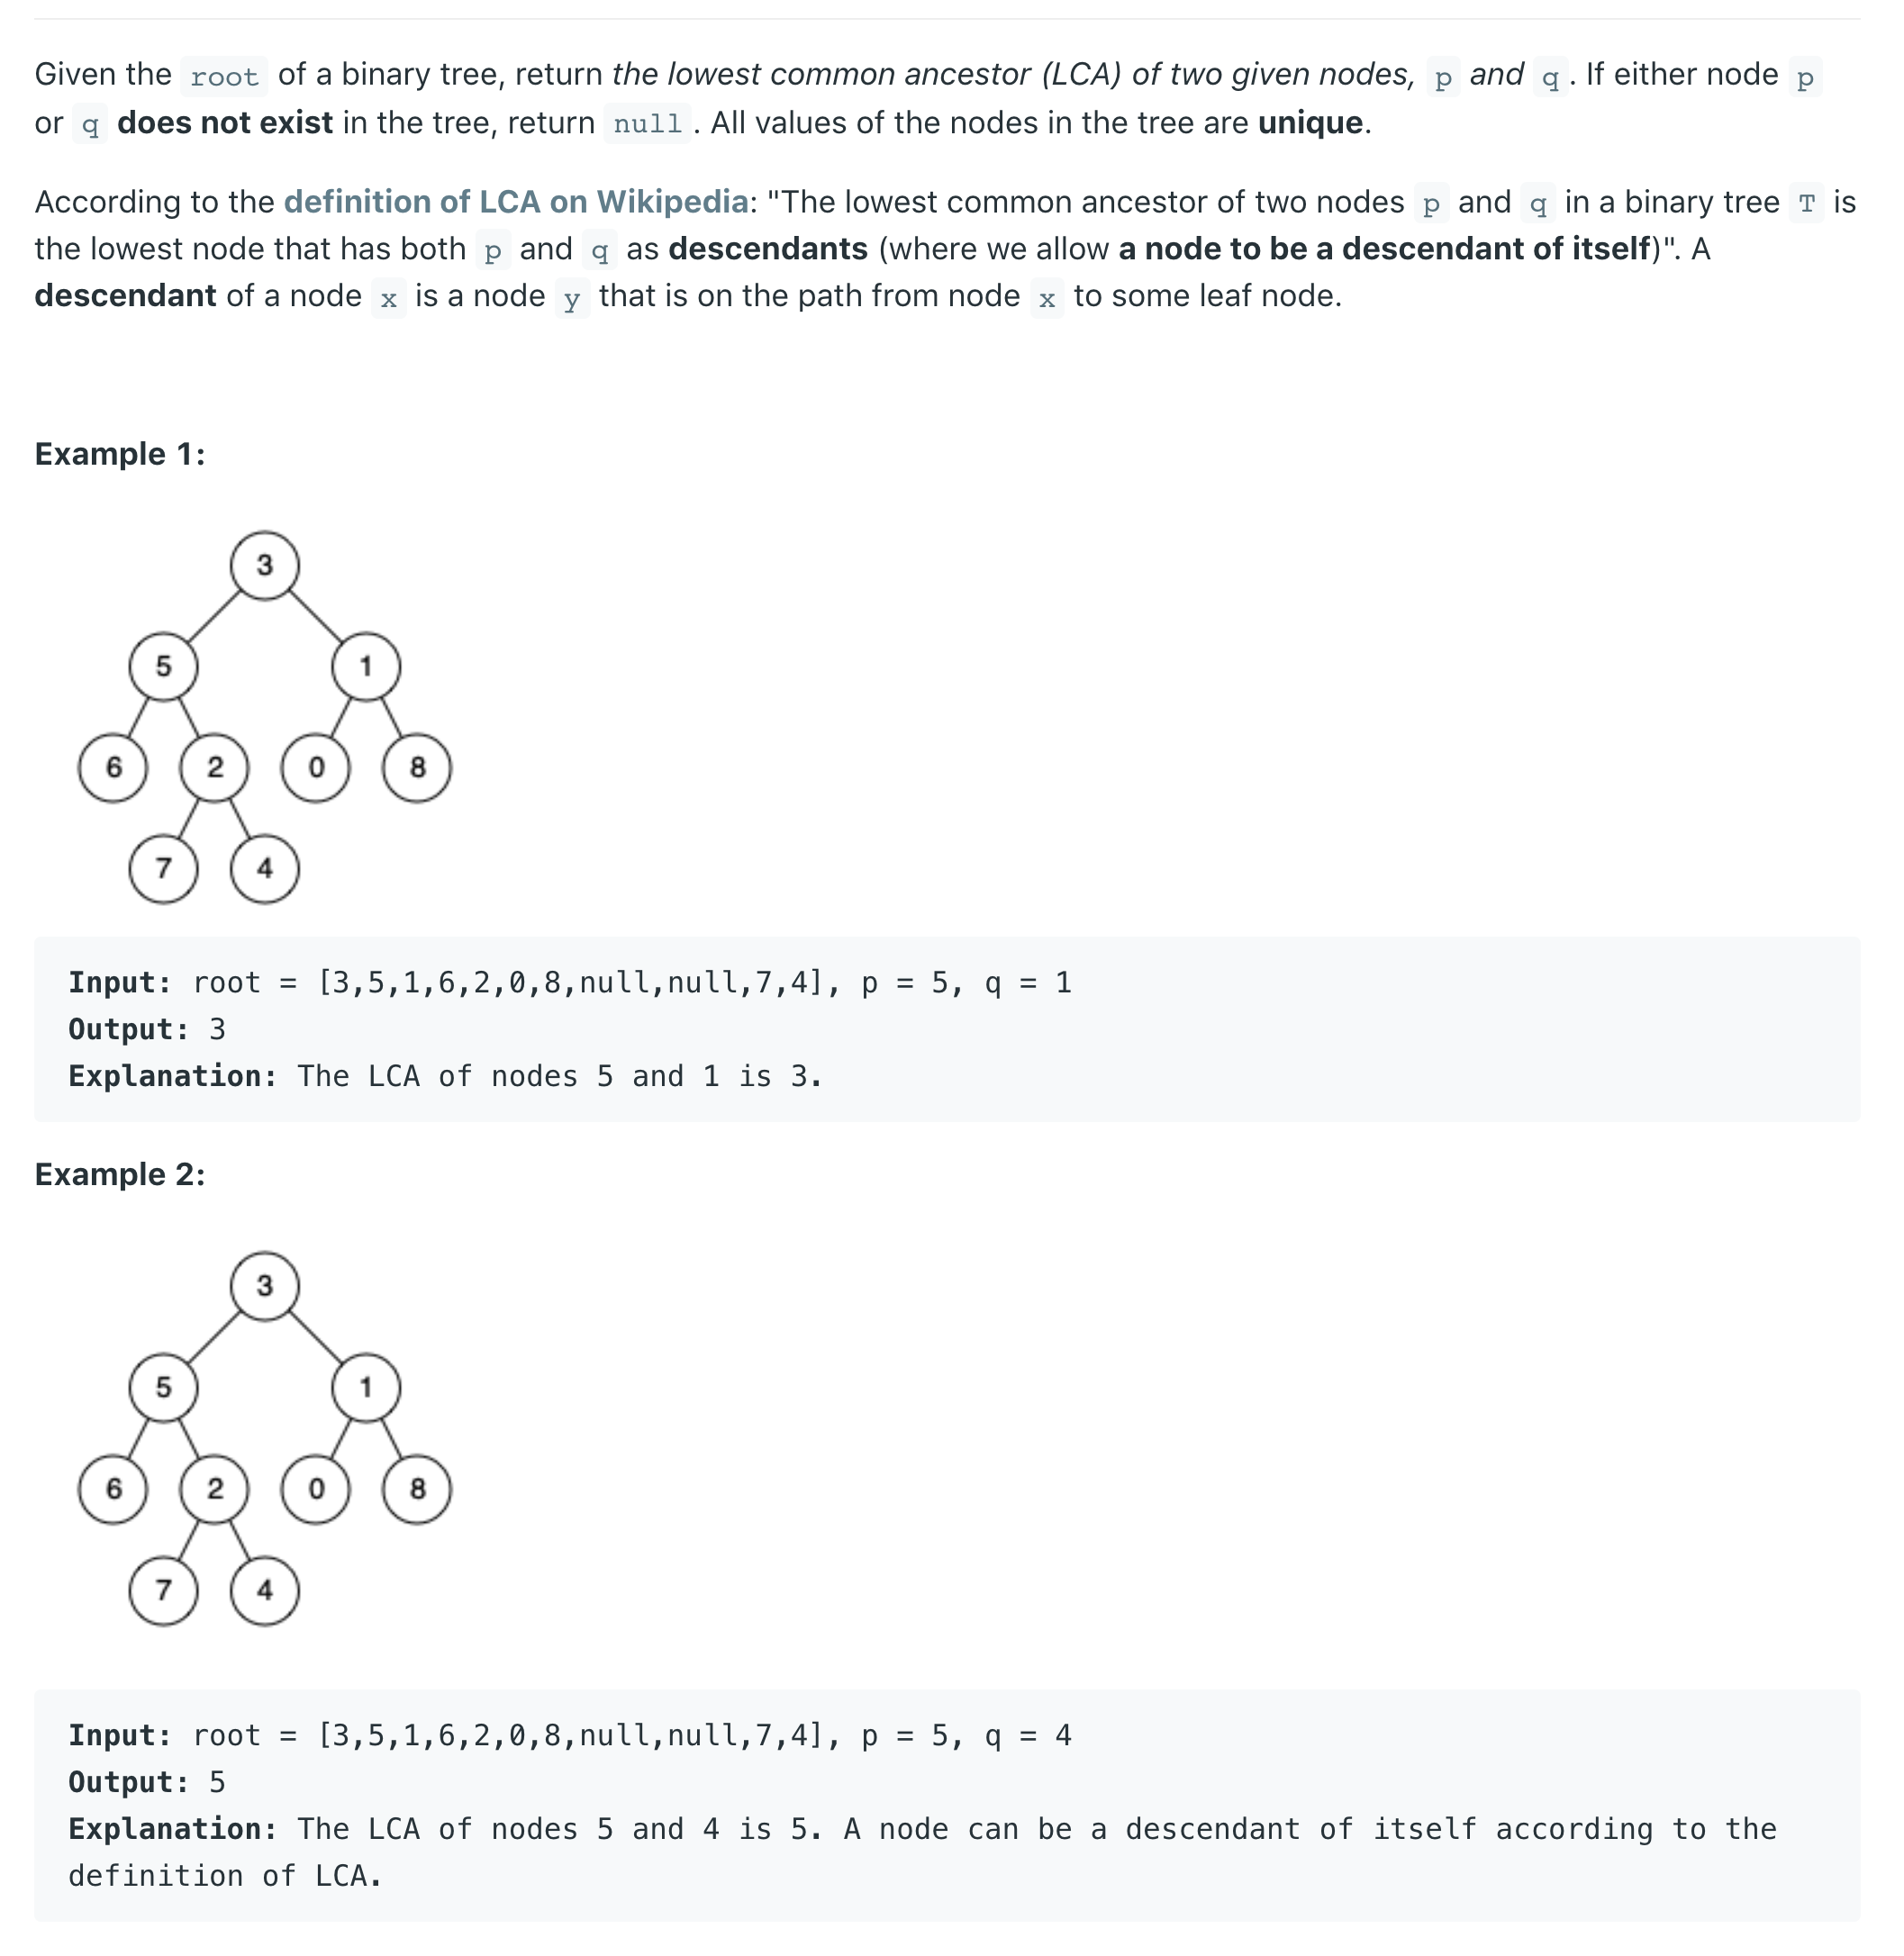 Given the root of a binary tree, return the lowest common ancestor (LCA) of two given nodes, p and q . If either node p
or q does not exist in the tree, return null . All values of the nodes in the tree are unique.
According to the definition of LCA on Wikipedia: "The lowest common ancestor of two nodes p and q in a binary tree T is
the lowest node that has both p and q as descendants (where we allow a node to be a descendant of itself)". A
descendant of a node x is a node y that is on the path from node x to some leaf node.
Example 1:
3
5 1
6 2 0 8
7 4
Input: root = [3,5,1,6,2,0,8,null,null,7,4], p = 5, q = 1
Output: 3
Explanation: The LCA of nodes 5 and 1 is 3.
Example 2:
3
5 1
6 2 0 8
7 4
Input: root = [3,5,1,6,2,0,8,null,null,7,4], p = 5, q = 4
Output: 5
Explanation: The LCA of nodes 5 and 4 is 5. A node can be a descendant of itself according to the
definition of LCA.